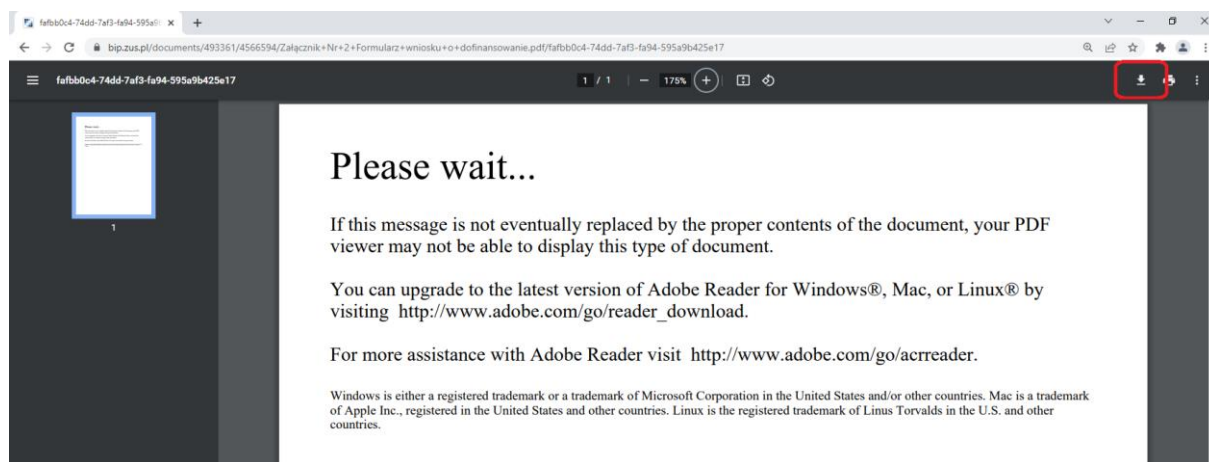 fafbb0c4-74dd-7af3-fa94-595a9b
bip.zus.pl/documents/493361/4566594/Załącznik+Nr+2+Formularz+wniosku+o+dofinansowanie.pdf/fafbb0c4-74dd-7af3-fa94-595a9b425e17
fafbb0c4-74dd-7af3-fa94-595a9b425e17
1 / 1
175%
1
Please wait...
If this message is not eventually replaced by the proper contents of the document, your PDF
viewer may not be able to display this type of document.
You can upgrade to the latest version of Adobe Reader for Windows®, Mac, or Linux® by
visiting http://www.adobe.com/go/reader_download.
For more assistance with Adobe Reader visit http://www.adobe.com/go/acrreader.
Windows is either a registered trademark or a trademark of Microsoft Corporation in the United States and/or other countries. Mac is a trademark
of Apple Inc., registered in the United States and other countries. Linux is the registered trademark of Linus Torvalds in the U.S. and other
countries.